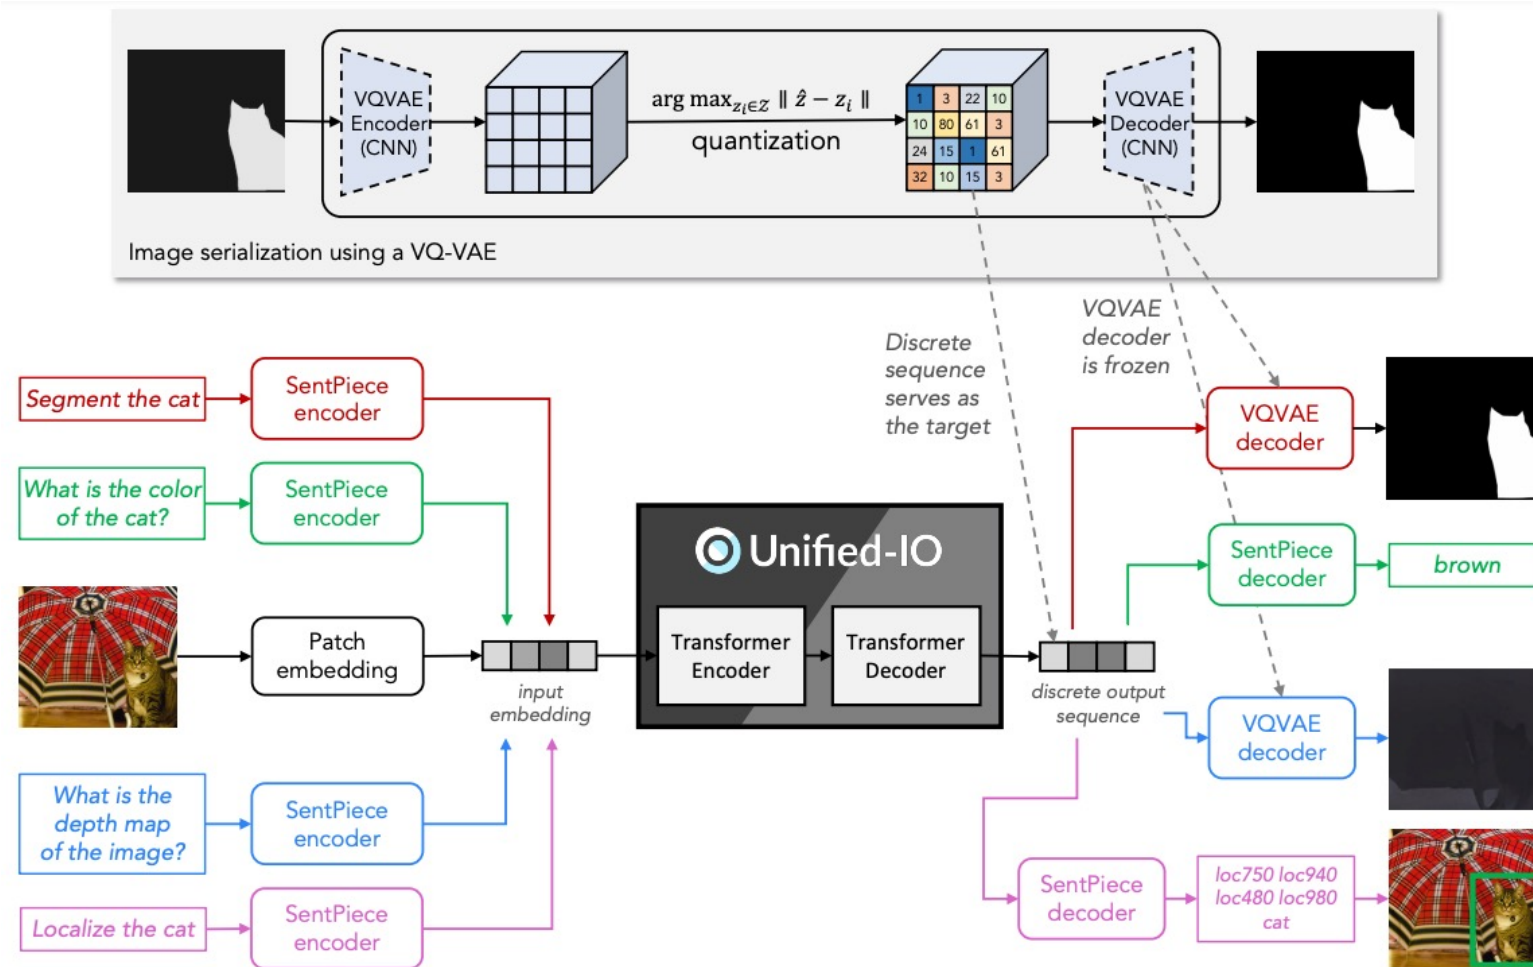 VQVAE
Encoder
(CNN)
arg max_{z_i∈𝒵} ‖ ẑ − z_i ‖
quantization
1 3 22 10
10 80 61 3
24 15 1 61
32 10 15 3
VQVAE
Decoder
(CNN)
Image serialization using a VQ-VAE
Discrete
sequence
serves as
the target
VQVAE
decoder
is frozen
Segment the cat
SentPiece
encoder
What is the color
of the cat?
SentPiece
encoder
Patch
embedding
input
embedding
What is the
depth map
of the image?
SentPiece
encoder
Localize the cat
SentPiece
encoder
Unified-IO
Transformer
Encoder
Transformer
Decoder
discrete output
sequence
VQVAE
decoder
SentPiece
decoder
brown
VQVAE
decoder
SentPiece
decoder
loc750 loc940
loc480 loc980
cat